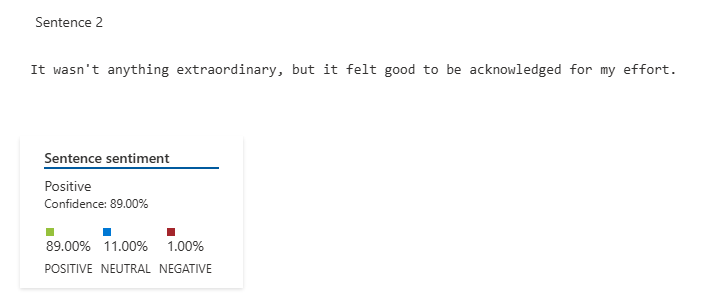 Sentence 2
It wasn't anything extraordinary, but it felt good to be acknowledged for my effort.
Sentence sentiment
Positive
Confidence: 89.00%
89.00% 11.00% 1.00%
POSITIVE NEUTRAL NEGATIVE